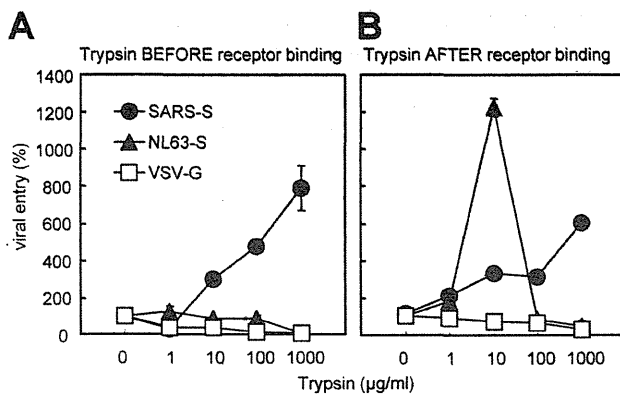 A
B
Trypsin BEFORE receptor binding
Trypsin AFTER receptor binding
1400
1200
1000
800
600
400
200
0
viral entry (%)
SARS-S
NL63-S
VSV-G
0 1 10 100 1000
0 1 10 100 1000
Trypsin (µg/ml)